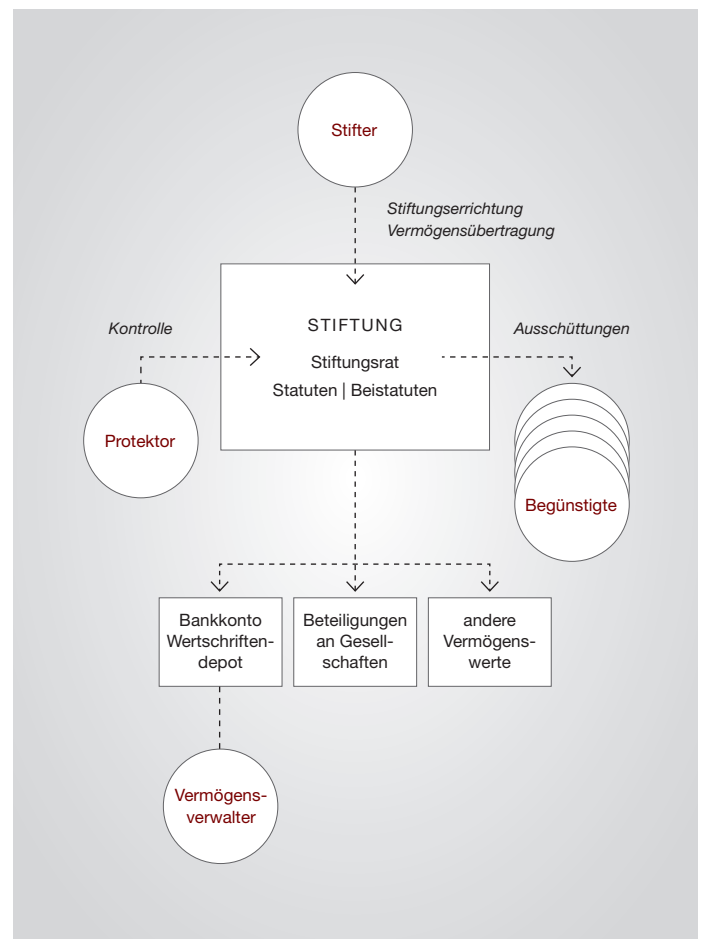 Stifter
Stiftungserrichtung
Vermögensübertragung
STIFTUNG
Stiftungsrat
Statuten | Beistatuten
Kontrolle
Protektor
Ausschüttungen
Begünstigte
Bankkonto
Wertschriften-
depot
Beteiligungen
an Gesell-
schaften
andere
Vermögens-
werte
Vermögens-
verwalter